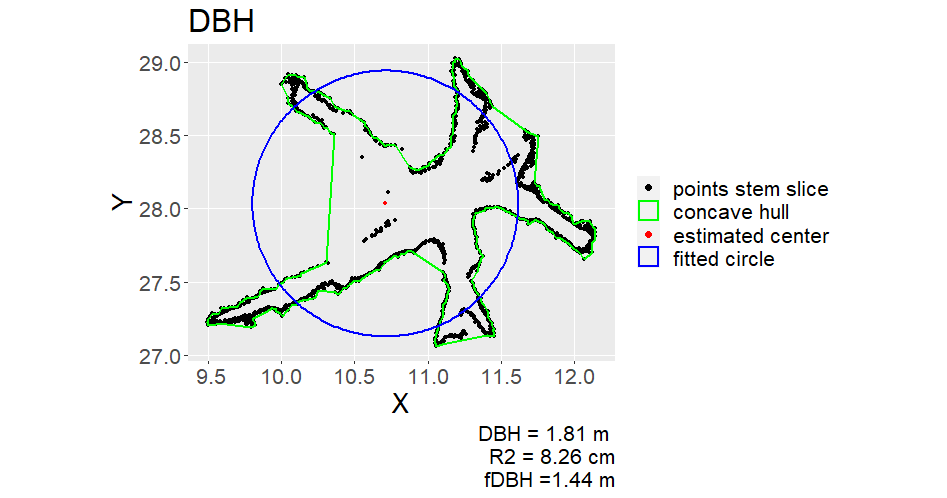 DBH
29.0
28.5
28.0
27.5
27.0
Y
9.5 10.0 10.5 11.0 11.5 12.0
X
points stem slice
concave hull
estimated center
fitted circle
DBH = 1.81 m
R2 = 8.26 cm
fDBH =1.44 m